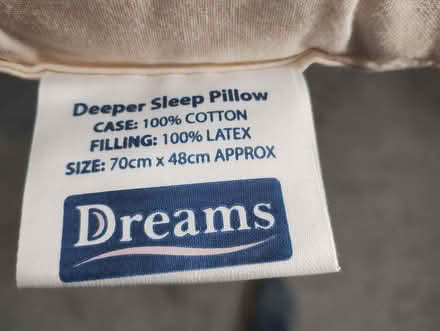 Deeper Sleep Pillow
CASE: 100% COTTON
FILLING: 100% LATEX
SIZE: 70cm x 48cm APPROX
Dreams